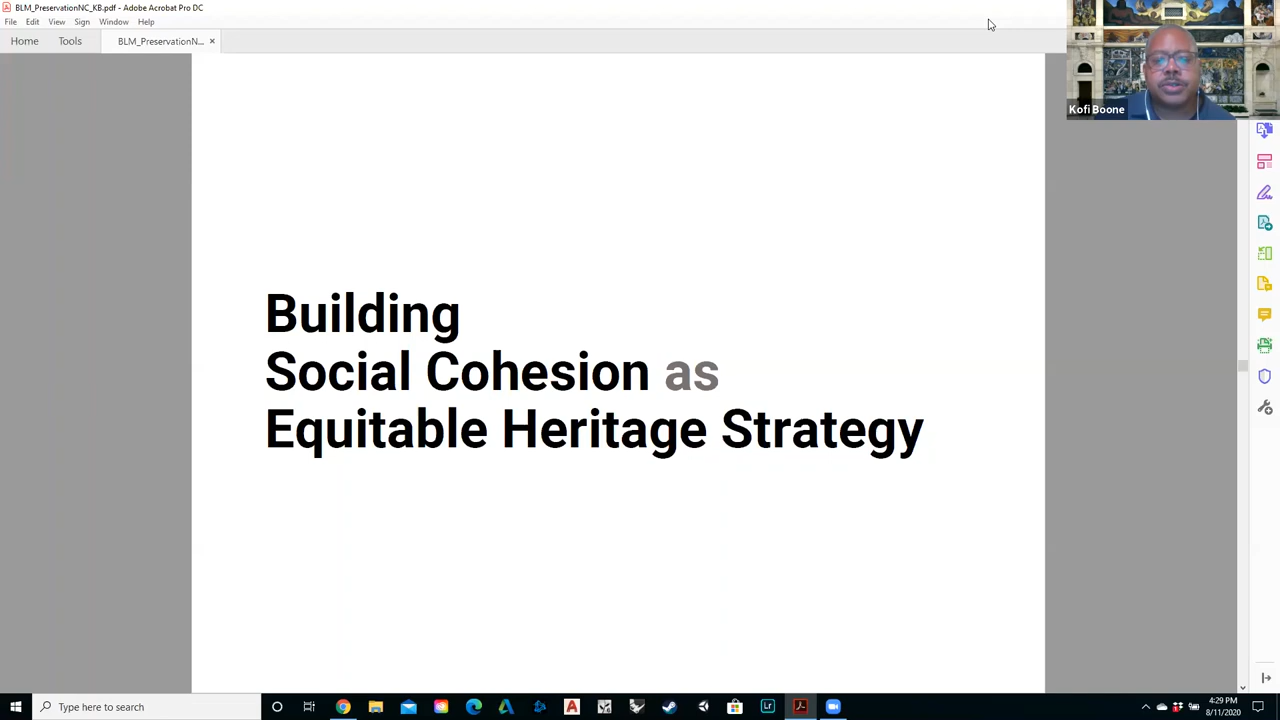 BLM_PreservationNC_KB.pdf - Adobe Acrobat Pro DC
File Edit View Sign Window Help
Home Tools BLM_PreservationN... ×
Kofi Boone
Building
Social Cohesion as
Equitable Heritage Strategy
Type here to search
4:29 PM
8/11/2020